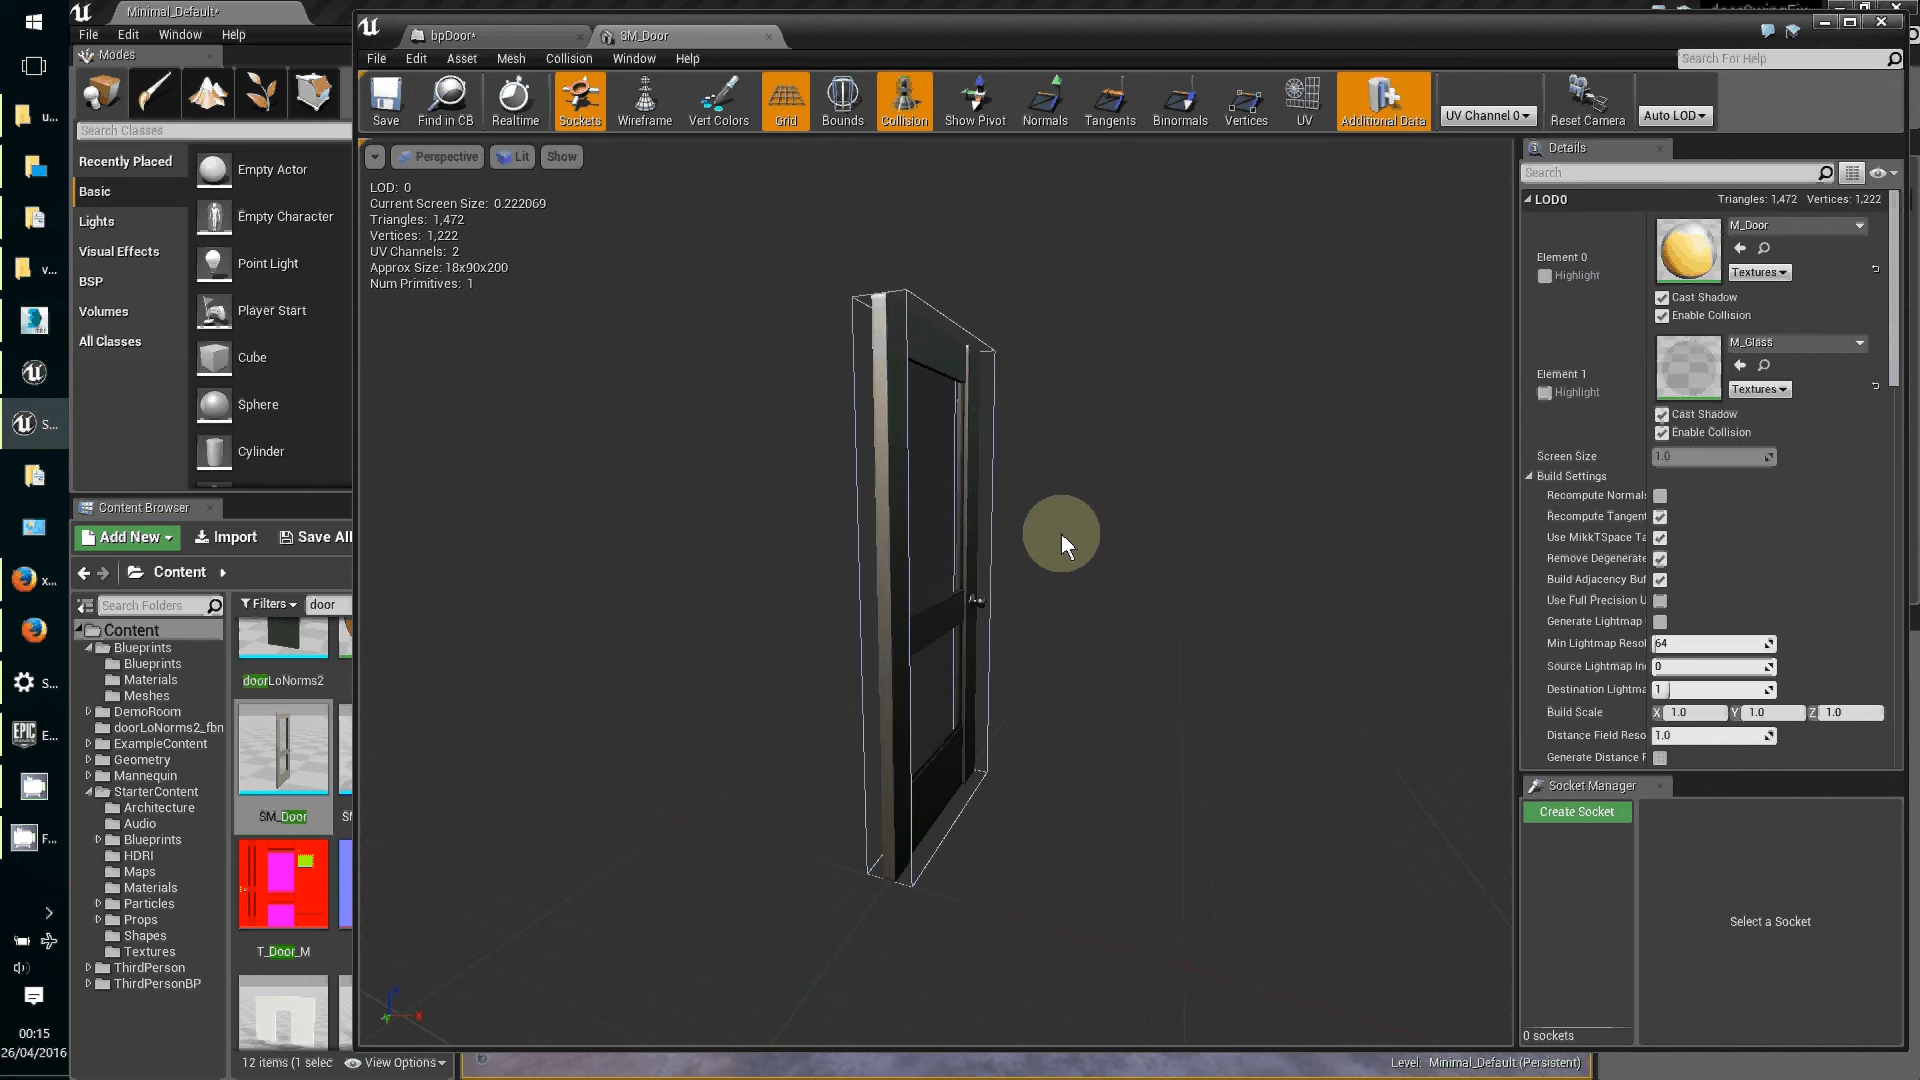 Minimal_Default*
File Edit Window Help
Modes
Search Classes
Recently Placed
Basic
Lights
Visual Effects
BSP
Volumes
All Classes
Empty Actor
Empty Character
Point Light
Player Start
Cube
Sphere
Cylinder
Content Browser
Add New Import Save All
Content
Search Folders
Filters door
Content
Blueprints
Blueprints
Materials
Meshes
DemoRoom
doorLoNorms2_fbn
ExampleContent
Geometry
Mannequin
StarterContent
Architecture
Audio
Blueprints
HDRI
Maps
Materials
Particles
Props
Shapes
Textures
ThirdPerson
ThirdPersonBP
doorLoNorms2
SM_Door
T_Door_M
12 items (1 selec View Options
u...
v...
S...
x...
S...
E...
F...
EPIC
00:15
26/04/2016
bpDoor* SM_Door
File Edit Asset Mesh Collision Window Help
Search For Help
Save Find in CB Realtime Sockets Wireframe Vert Colors Grid Bounds Collision Show Pivot Normals Tangents Binormals Vertices UV Additional Data UV Channel 0 Reset Camera Auto LOD
Perspective Lit Show
LOD: 0
Current Screen Size: 0.222069
Triangles: 1,472
Vertices: 1,222
UV Channels: 2
Approx Size: 18x90x200
Num Primitives: 1
Details
Search
LOD0 Triangles: 1,472 Vertices: 1,222
Element 0
Highlight
M_Door
Textures
Cast Shadow
Enable Collision
Element 1
Highlight
M_Glass
Textures
Cast Shadow
Enable Collision
Screen Size 1.0
Build Settings
Recompute Normals
Recompute Tangent
Use MikkTSpace Ta
Remove Degenerate
Build Adjacency Buf
Use Full Precision U
Generate Lightmap
Min Lightmap Resol 64
Source Lightmap In 0
Destination Lightma 1
Build Scale X 1.0 Y 1.0 Z 1.0
Distance Field Reso 1.0
Generate Distance F
Socket Manager
Create Socket
Select a Socket
0 sockets
Level: Minimal_Default (Persistent)